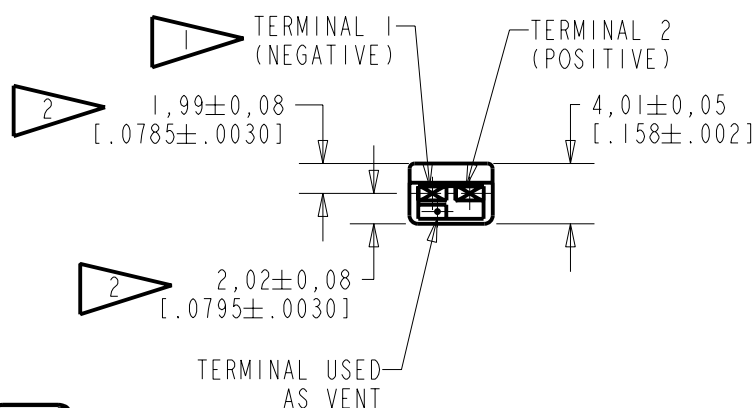 1
TERMINAL 1
(NEGATIVE)
TERMINAL 2
(POSITIVE)
2
1,99±0,08
[.0785±.0030]
4,01±0,05
[.158±.002]
2
2,02±0,08
[.0795±.0030]
TERMINAL USED
AS VENT